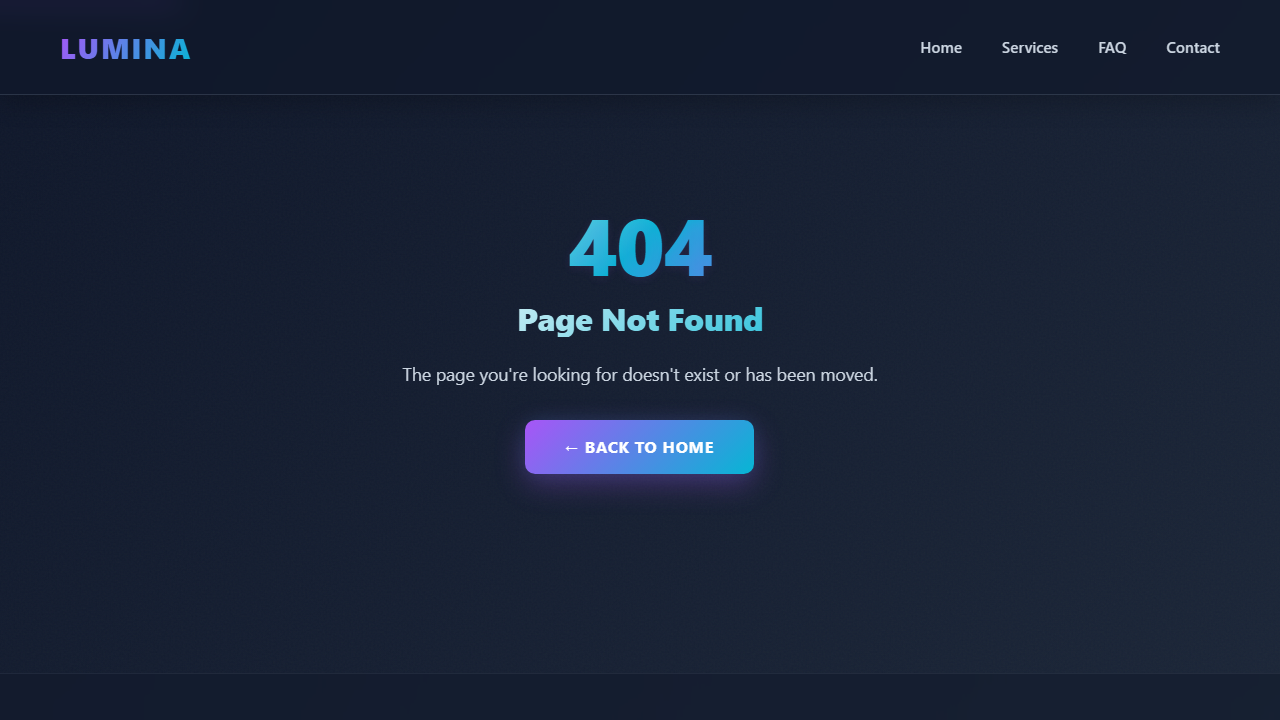 LUMINA
Home Services FAQ Contact
404
Page Not Found
The page you're looking for doesn't exist or has been moved.
← BACK TO HOME